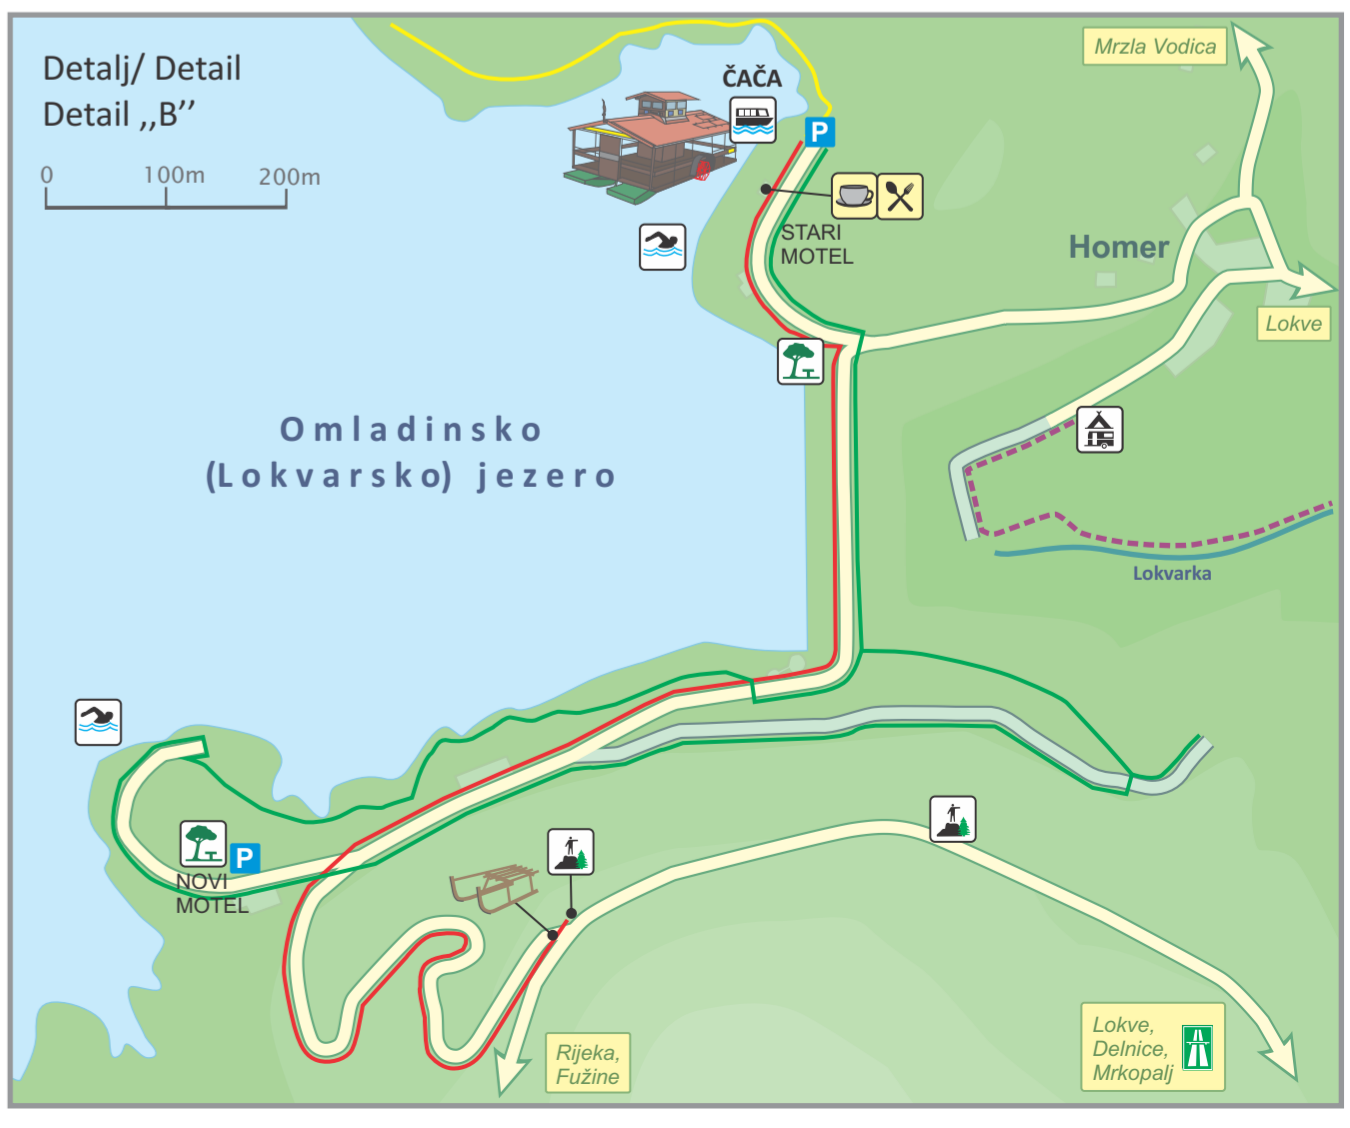 Detalj/ Detail
Detail ,,B’’
0 100m 200m
ČAČA
P
STARI
MOTEL
Mrzla Vodica
Homer
Lokve
Omladinsko
(Lokvarsko) jezero
Lokvarka
P
NOVI
MOTEL
Rijeka,
Fužine
Lokve,
Delnice,
Mrkopalj